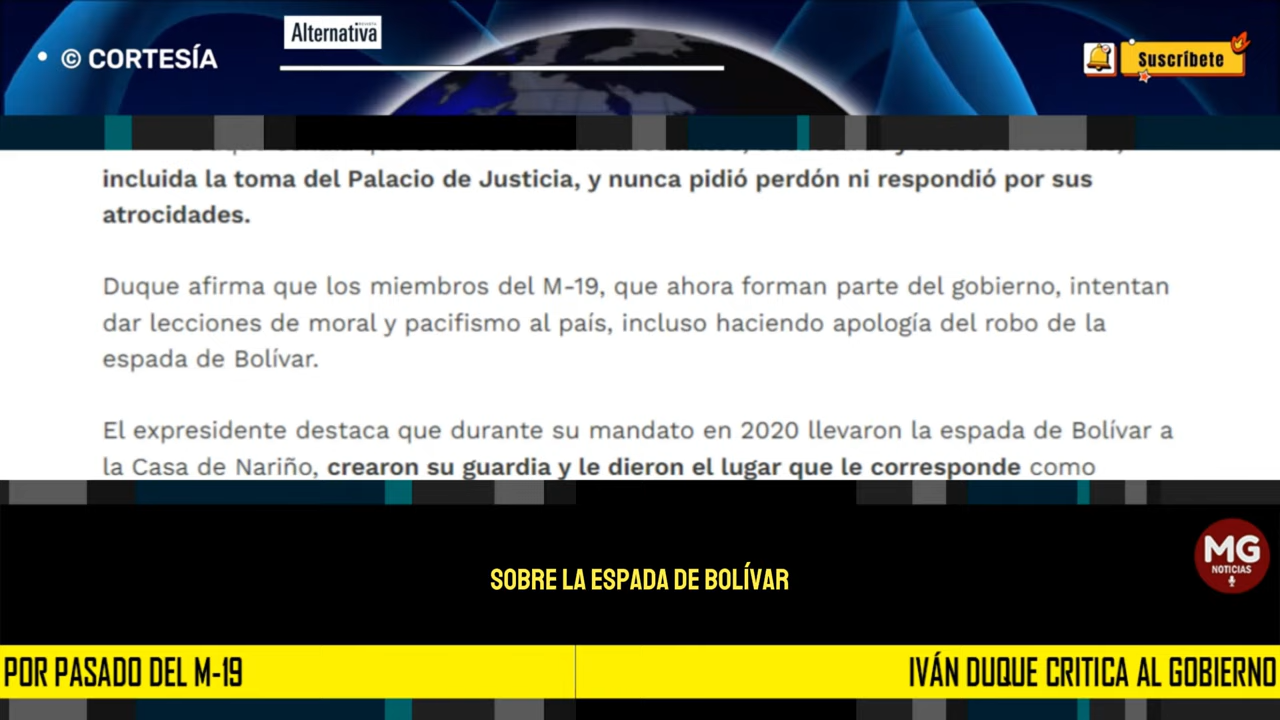 REVISTA
Alternativa
• © CORTESÍA
Suscríbete
incluida la toma del Palacio de Justicia, y nunca pidió perdón ni respondió por sus
atrocidades.
Duque afirma que los miembros del M-19, que ahora forman parte del gobierno, intentan
dar lecciones de moral y pacifismo al país, incluso haciendo apología del robo de la
espada de Bolívar.
El expresidente destaca que durante su mandato en 2020 llevaron la espada de Bolívar a
la Casa de Nariño, crearon su guardia y le dieron el lugar que le corresponde como
MG
NOTICIAS
SOBRE LA ESPADA DE BOLÍVAR
POR PASADO DEL M-19
IVÁN DUQUE CRITICA AL GOBIERNO